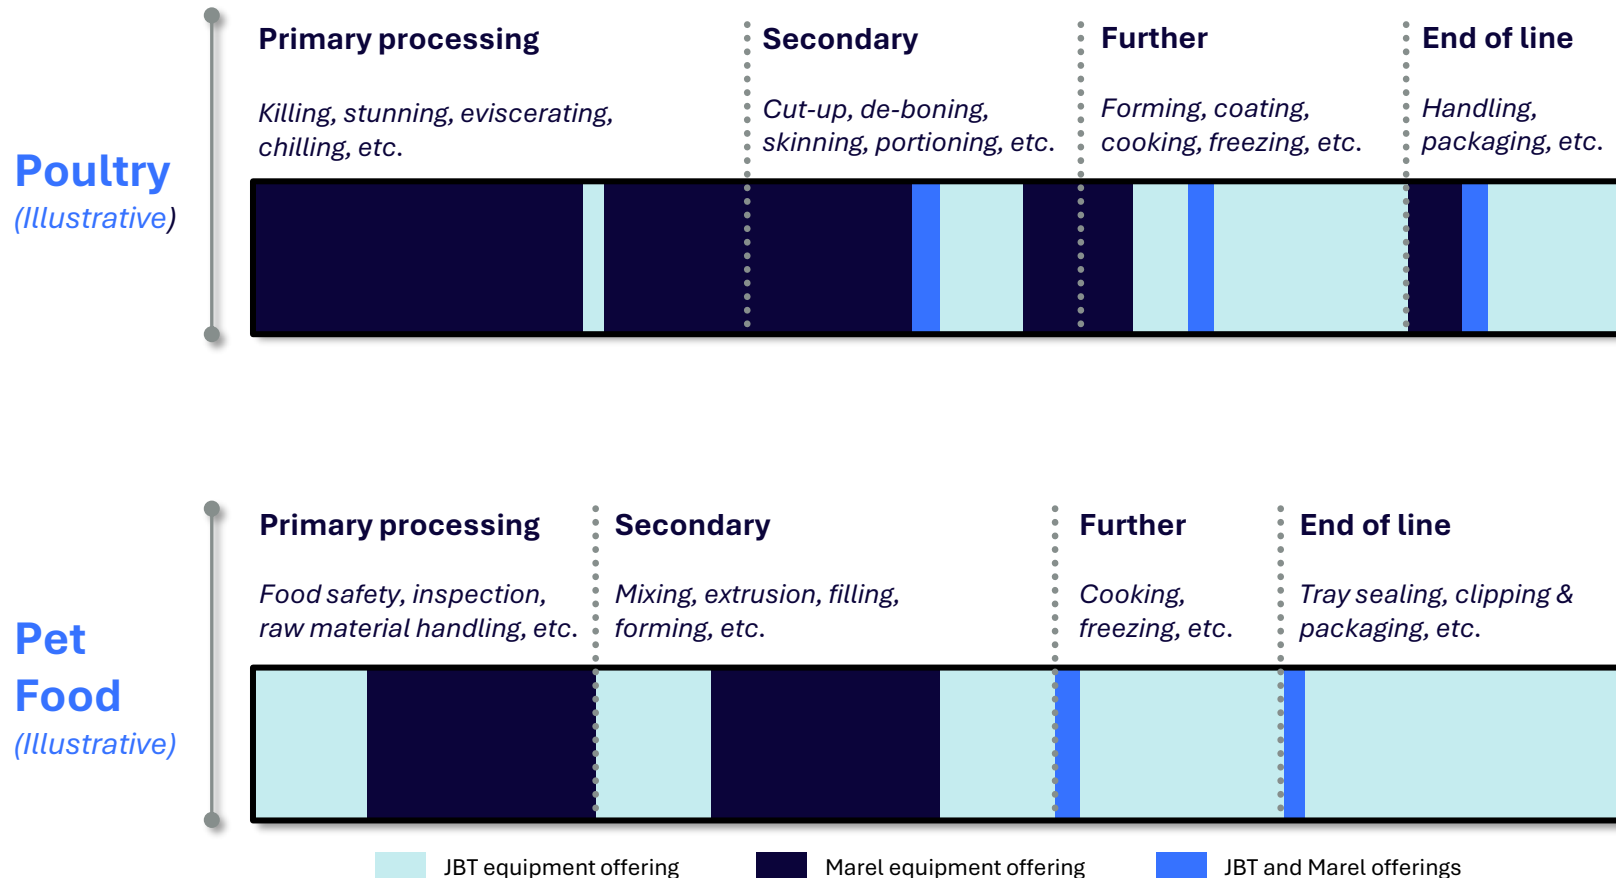 Poultry
(Illustrative)
Primary processing
Killing, stunning, eviscerating,
chilling, etc.
Secondary
Cut-up, de-boning,
skinning, portioning, etc.
Further
Forming, coating,
cooking, freezing, etc.
End of line
Handling,
packaging, etc.
Pet
Food
(Illustrative)
Primary processing
Food safety, inspection,
raw material handling, etc.
Secondary
Mixing, extrusion, filling,
forming, etc.
Further
Cooking,
freezing, etc.
End of line
Tray sealing, clipping &
packaging, etc.
JBT equipment offering
Marel equipment offering
JBT and Marel offerings